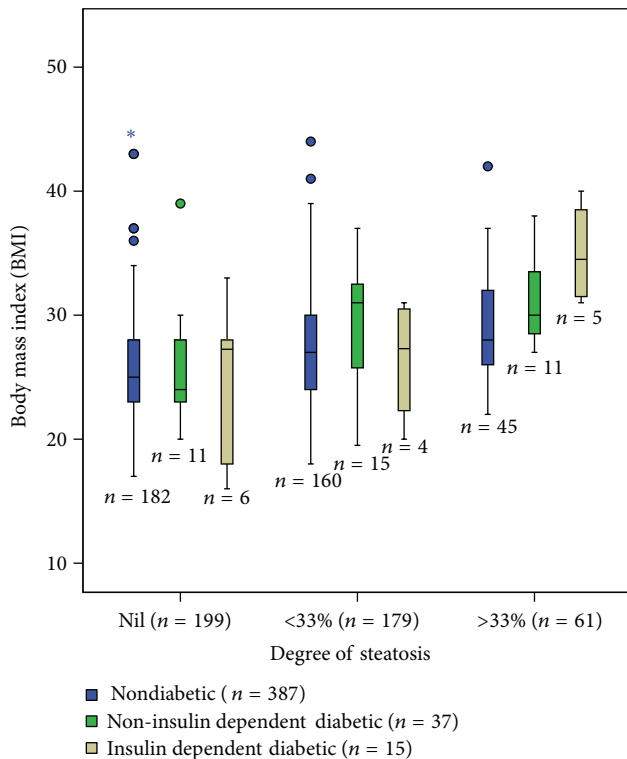 50
40
30
20
10
Body mass index (BMI)
*
n = 182
n = 11
n = 6
n = 160
n = 15
n = 4
n = 45
n = 11
n = 5
Nil (n = 199)
<33% (n = 179)
>33% (n = 61)
Degree of steatosis
Nondiabetic (n = 387)
Non-insulin dependent diabetic (n = 37)
Insulin dependent diabetic (n = 15)